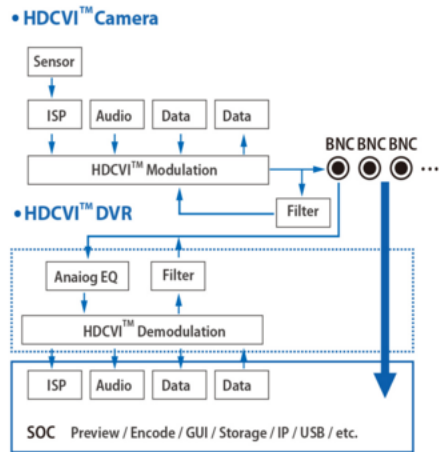 • HDCVI™ Camera
Sensor
ISP Audio Data Data
BNC BNC BNC
HDCVI™ Modulation
...
Filter
• HDCVI™ DVR
Anaiog EQ Filter
HDCVI™ Demodulation
ISP Audio Data Data
SOC Preview / Encode / GUI / Storage / IP / USB / etc.